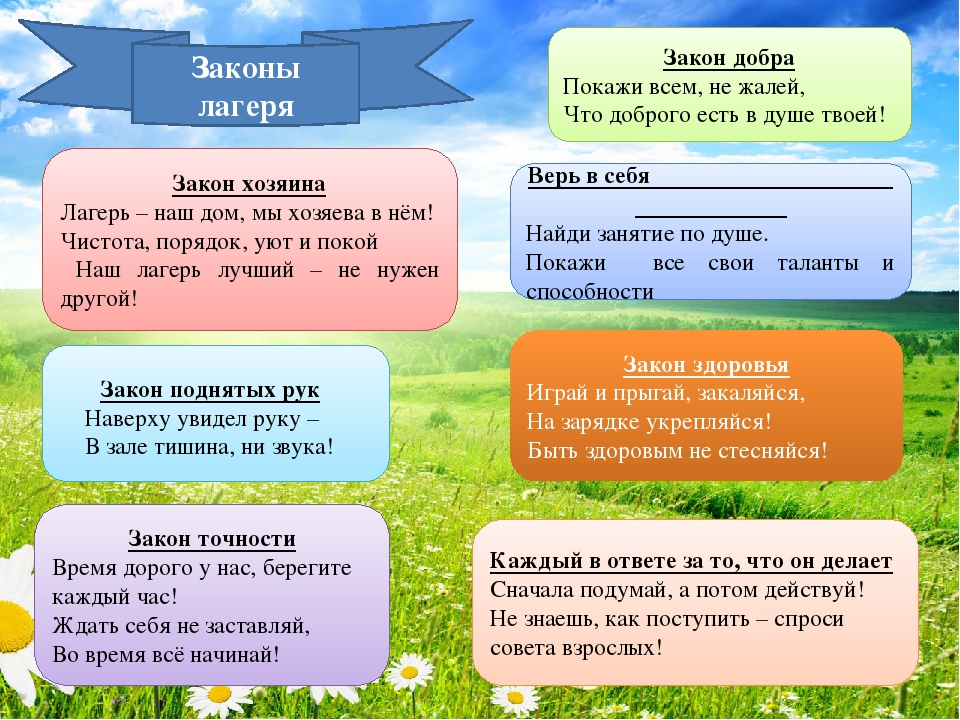 Законы
лагеря
Закон добра
Покажи всем, не жалей,
Что доброго есть в душе твоей!
Закон хозяина
Лагерь – наш дом, мы хозяева в нём!
Чистота, порядок, уют и покой
Наш лагерь лучший – не нужен
другой!
Верь в себя
Найди занятие по душе.
Покажи все свои таланты и
способности
Закон поднятых рук
Наверху увидел руку –
В зале тишина, ни звука!
Закон здоровья
Играй и прыгай, закаляйся,
На зарядке укрепляйся!
Быть здоровым не стесняйся!
Закон точности
Время дорого у нас, берегите
каждый час!
Ждать себя не заставляй,
Во время всё начинай!
Каждый в ответе за то, что он делает
Сначала подумай, а потом действуй!
Не знаешь, как поступить – спроси
совета взрослых!